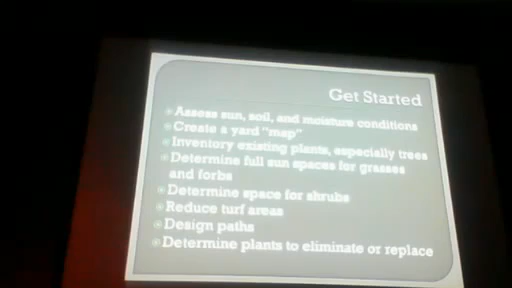 Get Started
Assess sun, soil, and moisture conditions
Create a yard "map"
Inventory existing plants, especially trees
Determine full sun spaces for grasses
and forbs
Determine space for shrubs
Reduce turf areas
Design paths
Determine plants to eliminate or replace